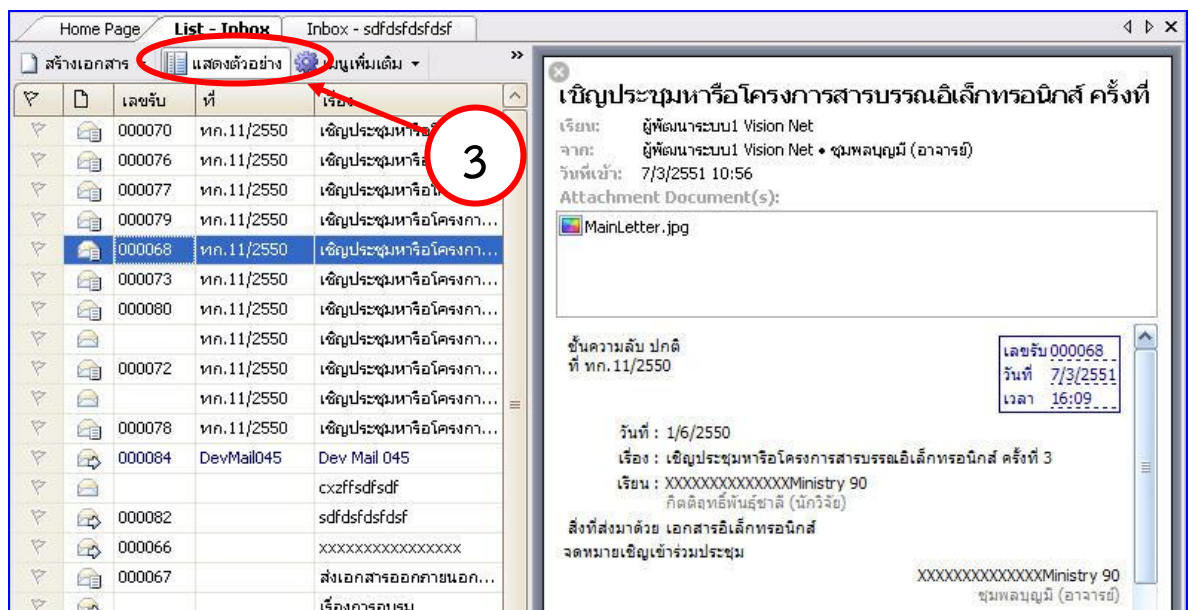 Home Page
List - Inbox
Inbox - sdfdsfdsfdsf
สร้างเอกสาร
แสดงตัวอย่าง
เมนูเพิ่มเติม
เลขรับ ที่ เรื่อง
000070 ทก.11/2550 เชิญประชุมหารือ
000076 ทก.11/2550 เชิญประชุมหารือ
000077 ทก.11/2550 เชิญประชุมหารือ
000079 ทก.11/2550 เชิญประชุมหารือโครงกา...
000068 ทก.11/2550 เชิญประชุมหารือโครงกา...
000073 ทก.11/2550 เชิญประชุมหารือโครงกา...
000080 ทก.11/2550 เชิญประชุมหารือโครงกา...
ทก.11/2550 เชิญประชุมหารือโครงกา...
000072 ทก.11/2550 เชิญประชุมหารือโครงกา...
ทก.11/2550 เชิญประชุมหารือโครงกา...
000078 ทก.11/2550 เชิญประชุมหารือโครงกา...
000084 DevMail045 Dev Mail 045
cxzffsdfsdf
000082 sdfdsfdsfdsf
000066 xxxxxxxxxxxxxxxx
000067 ส่งเอกสารออกภายนอก...
เรื่องการอบรม
3
เชิญประชุมหารือโครงการสารบรรณอิเล็กทรอนิกส์ ครั้งที่
เรียน: ผู้พัฒนาระบบ1 Vision Net
จาก: ผู้พัฒนาระบบ1 Vision Net • ชุมพลบุญมี (อาจารย์)
วันที่เข้า: 7/3/2551 10:56
Attachment Document(s):
MainLetter.jpg
ชั้นความลับ ปกติ
ที่ ทก.11/2550
เลขรับ 000068
วันที่ 7/3/2551
เวลา 16:09
วันที่ : 1/6/2550
เรื่อง : เชิญประชุมหารือโครงการสารบรรณอิเล็กทรอนิกส์ ครั้งที่ 3
เรียน : XXXXXXXXXXXXXXMinistry 90
กิตติฤทธิ์พันธุ์ชาลี (นักวิจัย)
สิ่งที่ส่งมาด้วย เอกสารอิเล็กทรอนิกส์
จดหมายเชิญเข้าร่วมประชุม
XXXXXXXXXXXXXXMinistry 90
ชุมพลบุญมี (อาจารย์)